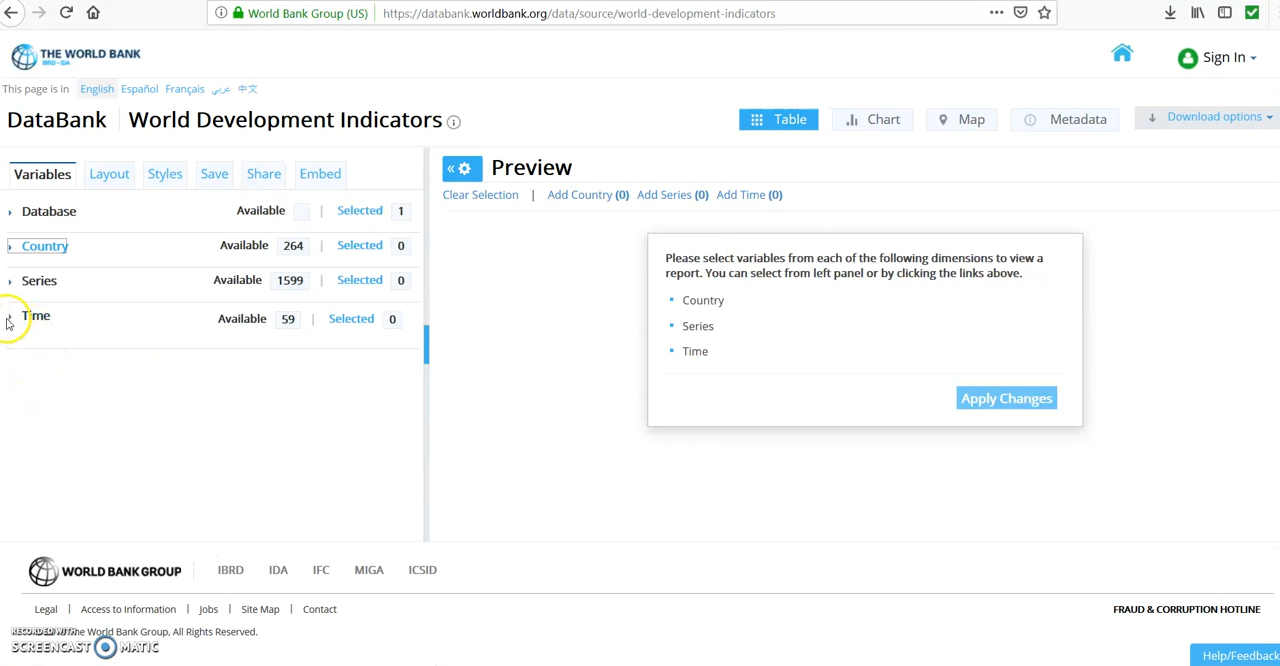 World Bank Group (US) https://databank.worldbank.org/data/source/world-development-indicators
THE WORLD BANK
IBRD • IDA
Sign In
This page is in English Español Français عربي 中文
DataBank World Development Indicators
Table Chart Map Metadata Download options
Variables Layout Styles Save Share Embed
« Preview
Clear Selection | Add Country (0) Add Series (0) Add Time (0)
Database Available | Selected 1
Country Available 264 | Selected 0
Series Available 1599 | Selected 0
Time Available 59 | Selected 0
Please select variables from each of the following dimensions to view a
report. You can select from left panel or by clicking the links above.
Country
Series
Time
Apply Changes
WORLD BANK GROUP IBRD IDA IFC MIGA ICSID
Legal | Access to Information | Jobs | Site Map | Contact FRAUD & CORRUPTION HOTLINE
RECORDED WITH The World Bank Group, All Rights Reserved.
SCREENCAST MATIC
Help/Feedback